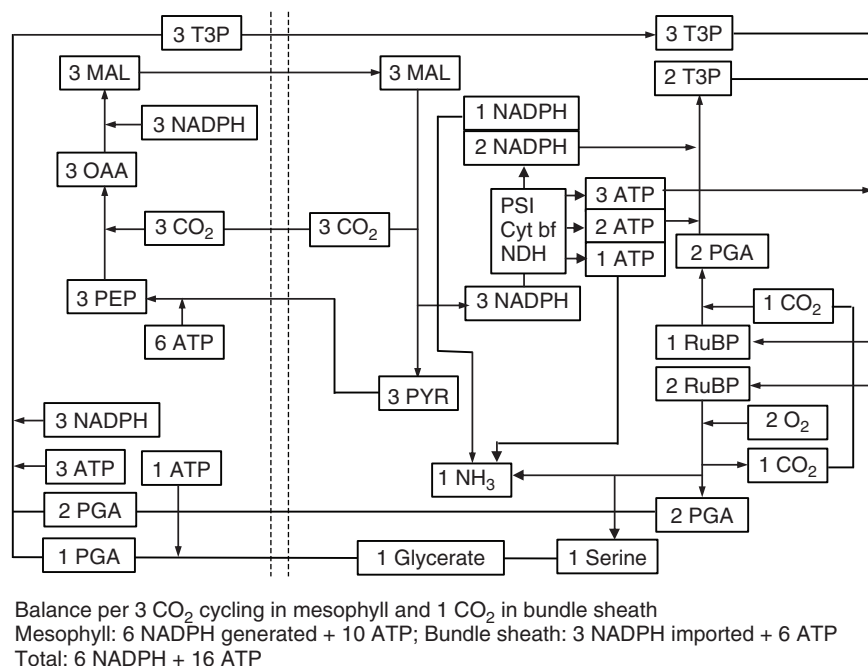 3 T3P
3 T3P
3 MAL
3 MAL
2 T3P
1 NADPH
3 NADPH
2 NADPH
3 OAA
PSI
Cyt bf
NDH
3 ATP
2 ATP
1 ATP
3 CO₂
3 CO₂
2 PGA
3 PEP
3 NADPH
1 CO₂
6 ATP
1 RuBP
3 PYR
2 RuBP
3 NADPH
2 O₂
3 ATP
1 ATP
1 NH₃
1 CO₂
2 PGA
2 PGA
1 PGA
1 Glycerate
1 Serine
Balance per 3 CO₂ cycling in mesophyll and 1 CO₂ in bundle sheath
Mesophyll: 6 NADPH generated + 10 ATP; Bundle sheath: 3 NADPH imported + 6 ATP
Total: 6 NADPH + 16 ATP